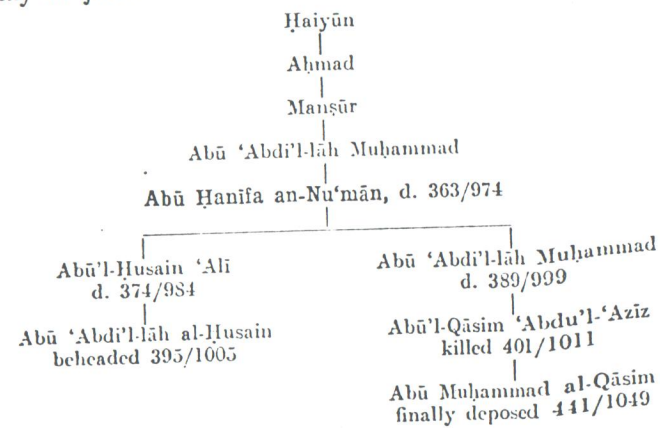 Ḥaiyūn
Aḥmad
Manṣūr
Abū ‘Abdi’l-lāh Muḥammad
Abū Ḥanīfa an-Nu‘mān, d. 363/974
Abū’l-Ḥusain ‘Alī
d. 374/984
Abū ‘Abdi’l-lāh al-Ḥusain
beheaded 395/1005
Abū ‘Abdi’l-lāh Muḥammad
d. 389/999
Abū’l-Qāsim ‘Abdu’l-‘Azīz
killed 401/1011
Abū Muḥammad al-Qāsim
finally deposed 441/1049